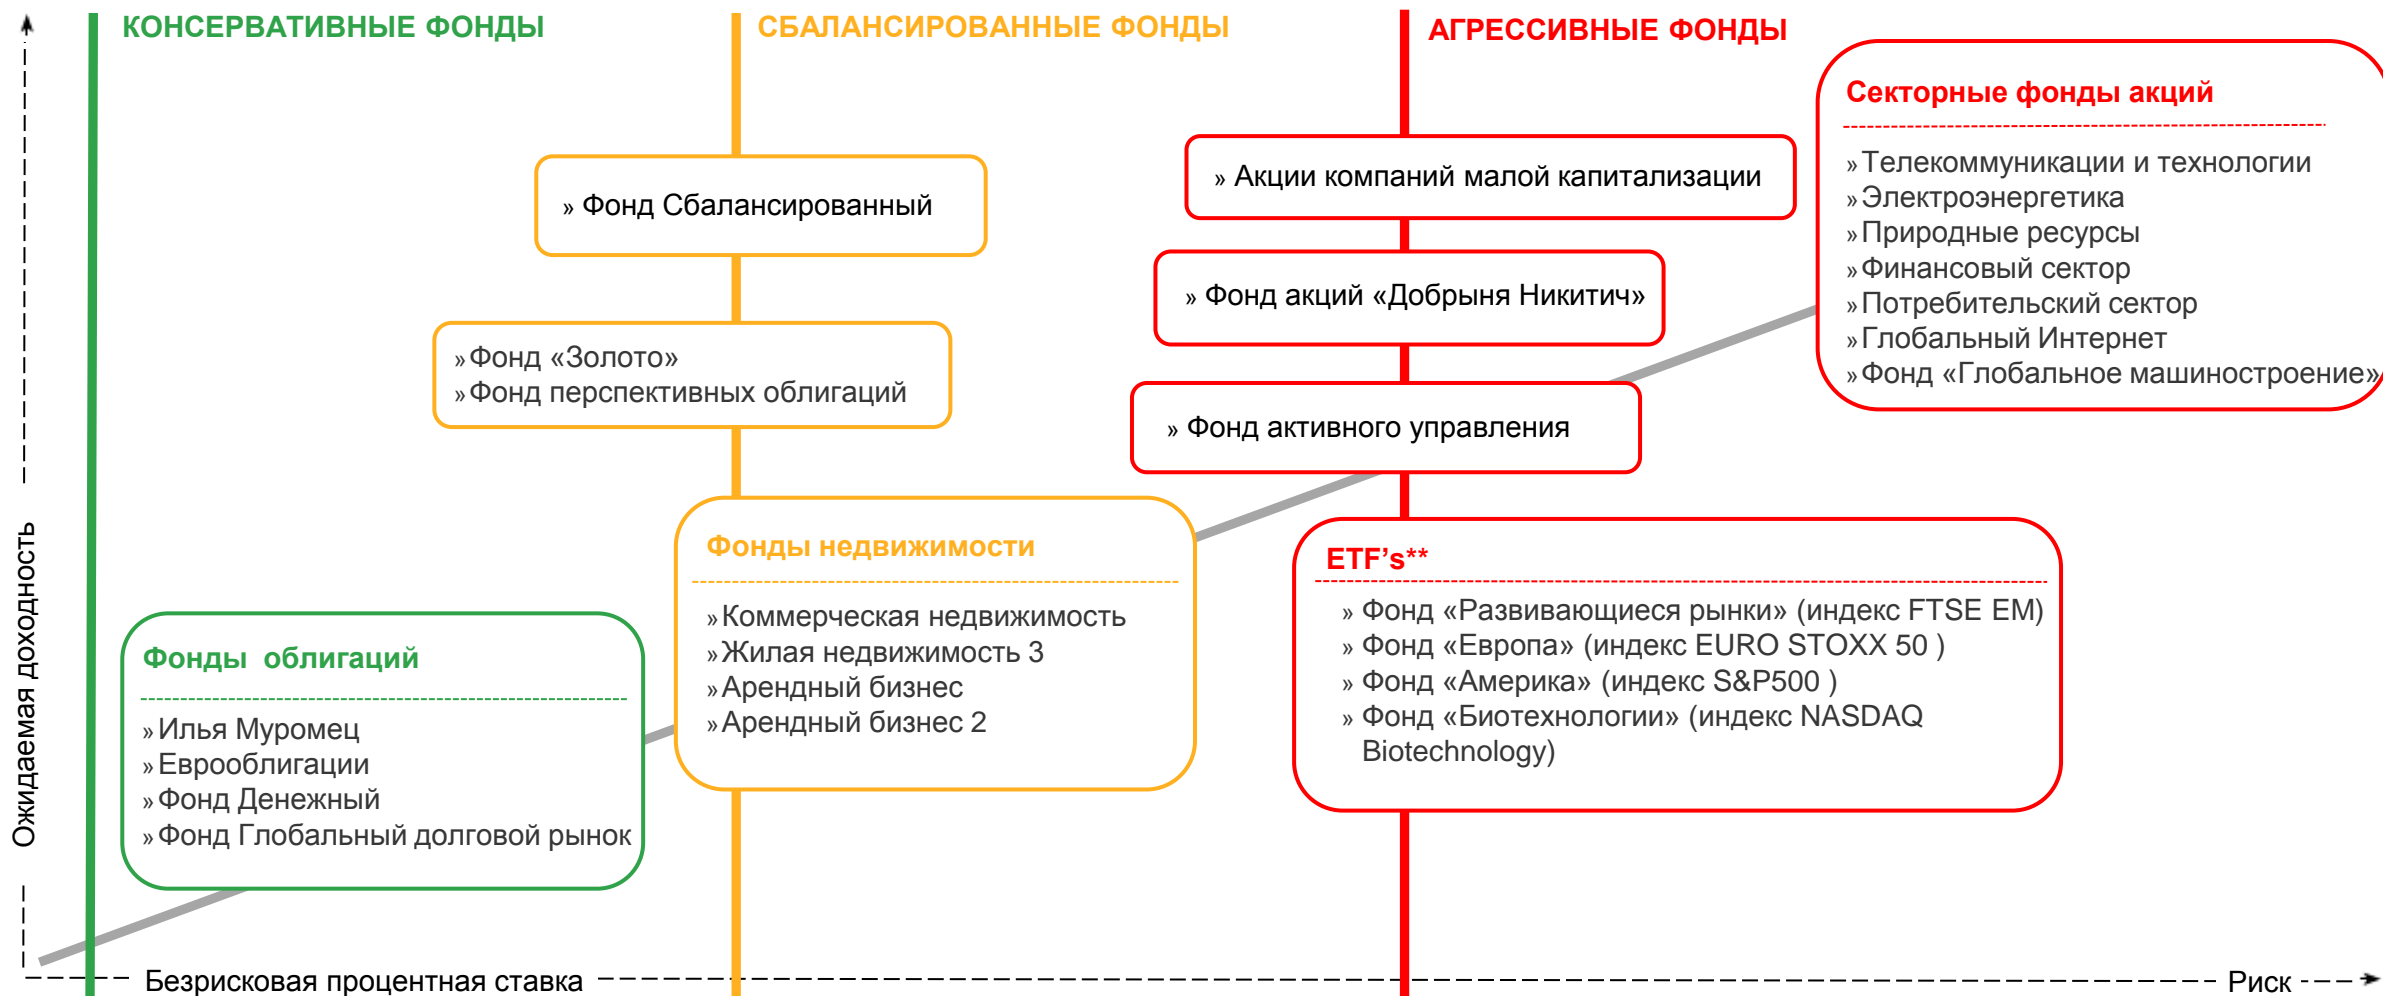 КОНСЕРВАТИВНЫЕ ФОНДЫ
СБАЛАНСИРОВАННЫЕ ФОНДЫ
АГРЕССИВНЫЕ ФОНДЫ
Секторные фонды акций
» Телекоммуникации и технологии
» Электроэнергетика
» Природные ресурсы
» Финансовый сектор
» Потребительский сектор
» Глобальный Интернет
» Фонд «Глобальное машиностроение»
» Акции компаний малой капитализации
» Фонд Сбалансированный
» Фонд акций «Добрыня Никитич»
» Фонд «Золото»
» Фонд перспективных облигаций
» Фонд активного управления
Фонды недвижимости
» Коммерческая недвижимость
» Жилая недвижимость 3
» Арендный бизнес
» Арендный бизнес 2
ETF’s**
» Фонд «Развивающиеся рынки» (индекс FTSE EM)
» Фонд «Европа» (индекс EURO STOXX 50 )
» Фонд «Америка» (индекс S&P500 )
» Фонд «Биотехнологии» (индекс NASDAQ
Biotechnology)
Фонды облигаций
» Илья Муромец
» Еврооблигации
» Фонд Денежный
» Фонд Глобальный долговой рынок
Ожидаемая доходность
Безрисковая процентная ставка
Риск